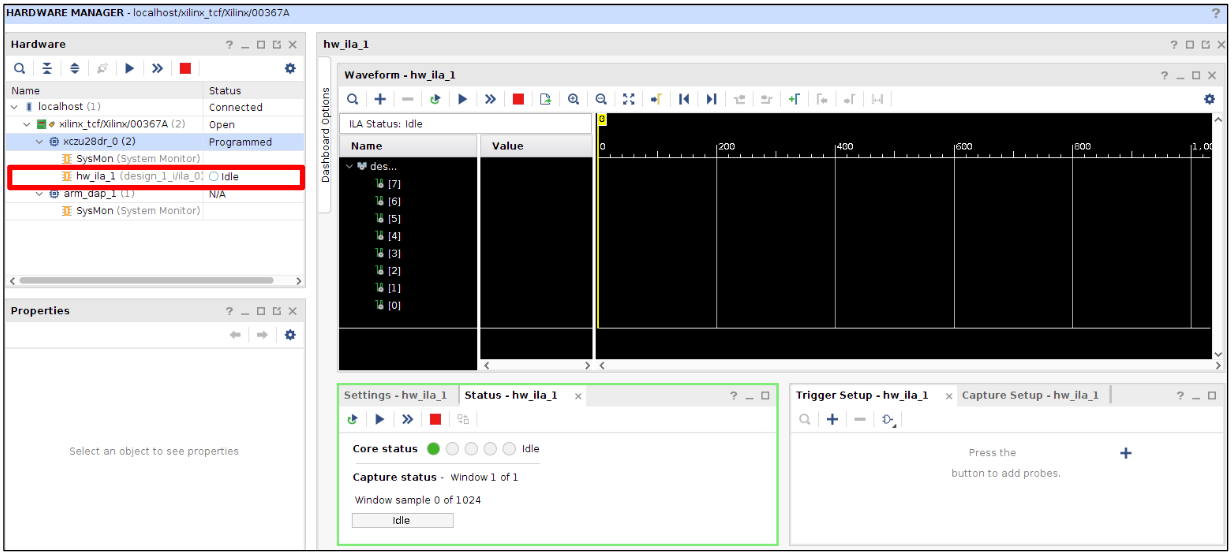 HARDWARE MANAGER - localhost/xilinx_tcf/Xilinx/00367A
?
Hardware
?
Name Status
localhost (1) Connected
xilinx_tcf/Xilinx/00367A (2) Open
xczu28dr_0 (2) Programmed
SysMon (System Monitor)
hw_ila_1 (design_1_i/ila_0) Idle
arm_dap_1 (1) N/A
SysMon (System Monitor)
Properties
?
Select an object to see properties
hw_ila_1
?
Dashboard Options
Waveform - hw_ila_1
?
ILA Status: Idle
Name Value
des...
[7]
[6]
[5]
[4]
[3]
[2]
[1]
[0]
0
0 200 400 600 800 1,00
Settings - hw_ila_1 Status - hw_ila_1 ×
?
Core status Idle
Capture status - Window 1 of 1
Window sample 0 of 1024
Idle
Trigger Setup - hw_ila_1 × Capture Setup - hw_ila_1
?
Press the +
button to add probes.